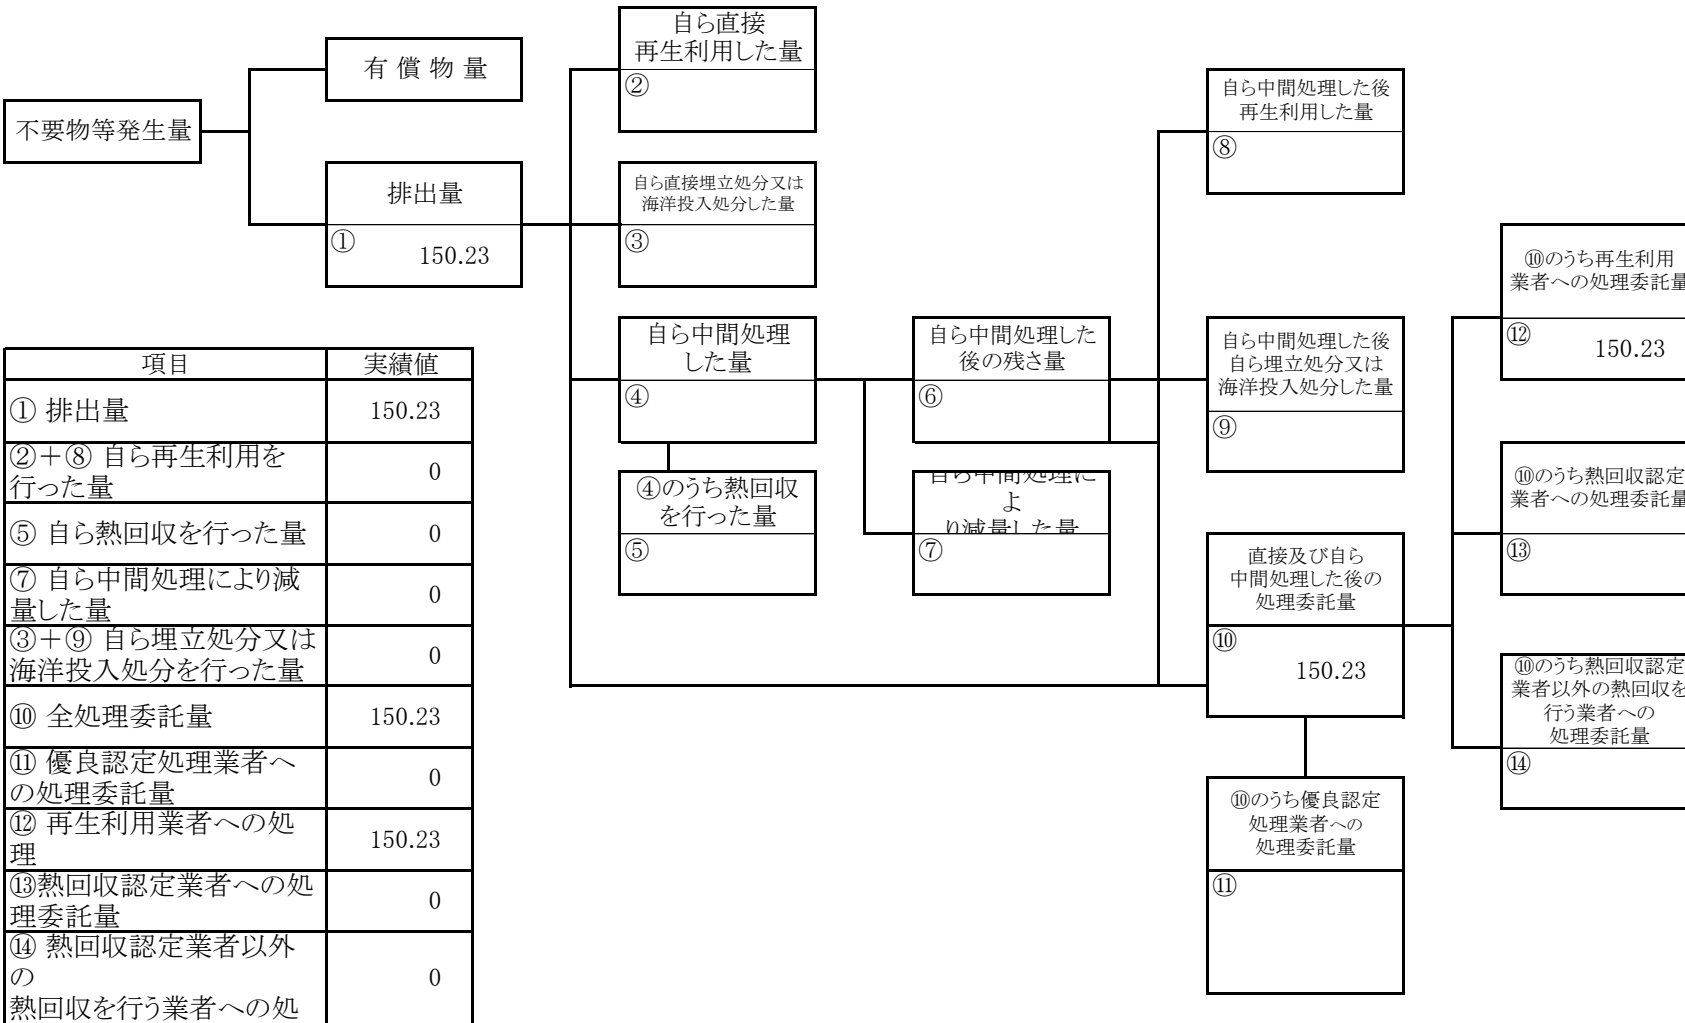 不要物等発生量
有 償 物 量
排出量
①
150.23
自ら直接
再生利用した量
②
自ら直接埋立処分又は
海洋投入処分した量
③
自ら中間処理
した量
④
④のうち熱回収
を行った量
⑤
自ら中間処理した
後の残さ量
⑥
自ら中間処理によ
り減量した量
⑦
自ら中間処理した後
再生利用した量
⑧
自ら中間処理した後
自ら埋立処分又は
海洋投入処分した量
⑨
直接及び自ら
中間処理した後の
処理委託量
⑩
150.23
⑩のうち優良認定
処理業者への
処理委託量
⑪
⑩のうち再生利用
業者への処理委託量
⑫
150.23
⑩のうち熱回収認定
業者への処理委託量
⑬
⑩のうち熱回収認定
業者以外の熱回収を
行う業者への
処理委託量
⑭
項目 実績値
① 排出量 150.23
②＋⑧ 自ら再生利用を
行った量 0
⑤ 自ら熱回収を行った量 0
⑦ 自ら中間処理により減
量した量 0
③＋⑨ 自ら埋立処分又は
海洋投入処分を行った量 0
⑩ 全処理委託量 150.23
⑪ 優良認定処理業者へ
の処理委託量 0
⑫ 再生利用業者への処
理 150.23
⑬熱回収認定業者への処
理委託量 0
⑭ 熱回収認定業者以外
の
熱回収を行う業者への処 0